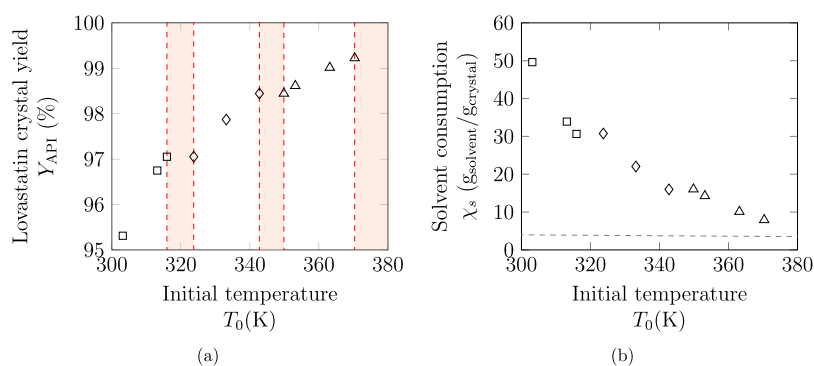 Lovastatin crystal yield
Y_API (%)
100
99
98
97
96
95
300
320
340
360
380
Initial temperature
T_0(K)
(a)
Solvent consumption
χ_s (g_solvent/g_crystal)
60
50
40
30
20
10
0
300
320
340
360
380
Initial temperature
T_0(K)
(b)